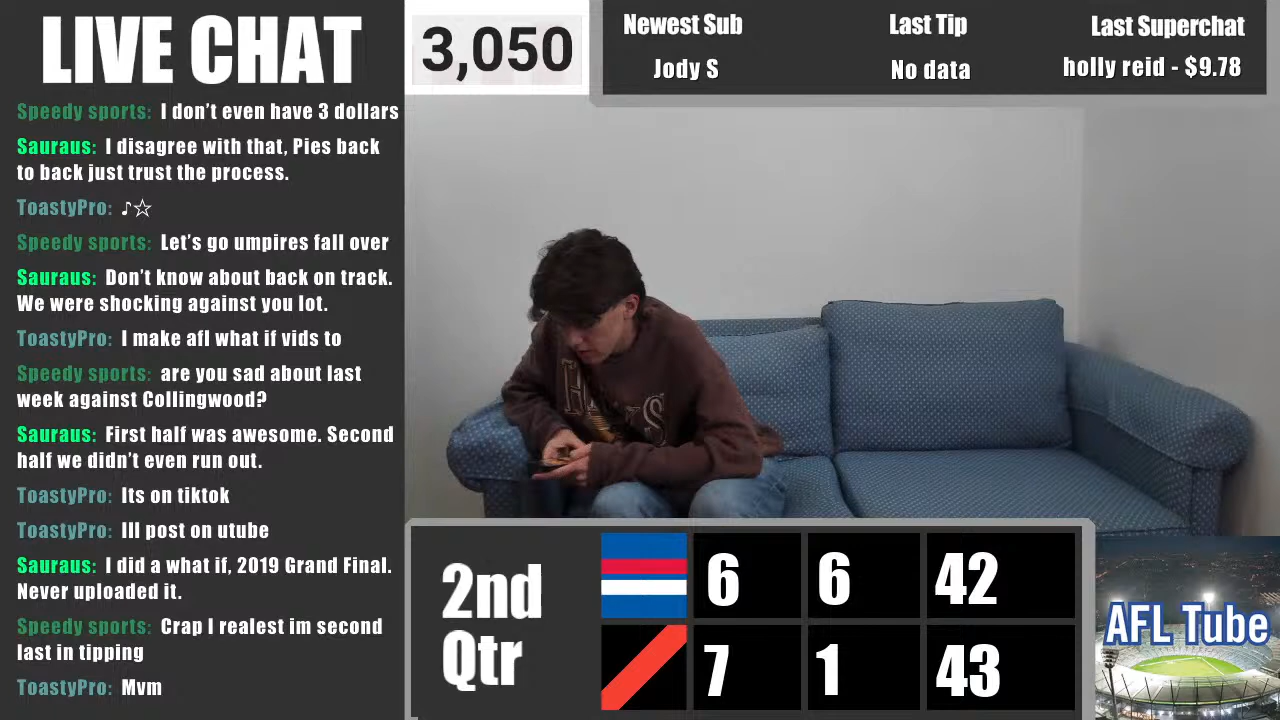 LIVE CHAT
Speedy sports: I don't even have 3 dollars
Sauraus: I disagree with that, Pies back
to back just trust the process.
ToastyPro: ♪☆
Speedy sports: Let's go umpires fall over
Sauraus: Don't know about back on track.
We were shocking against you lot.
ToastyPro: I make afl what if vids to
Speedy sports: are you sad about last
week against Collingwood?
Sauraus: First half was awesome. Second
half we didn't even run out.
ToastyPro: Its on tiktok
ToastyPro: Ill post on utube
Sauraus: I did a what if, 2019 Grand Final.
Never uploaded it.
Speedy sports: Crap I realest im second
last in tipping
ToastyPro: Mvm
3,050
Newest Sub
Jody S
Last Tip
No data
Last Superchat
holly reid - $9.78
HAWKS
2nd
Qtr
6 6 42
7 1 43
AFL Tube